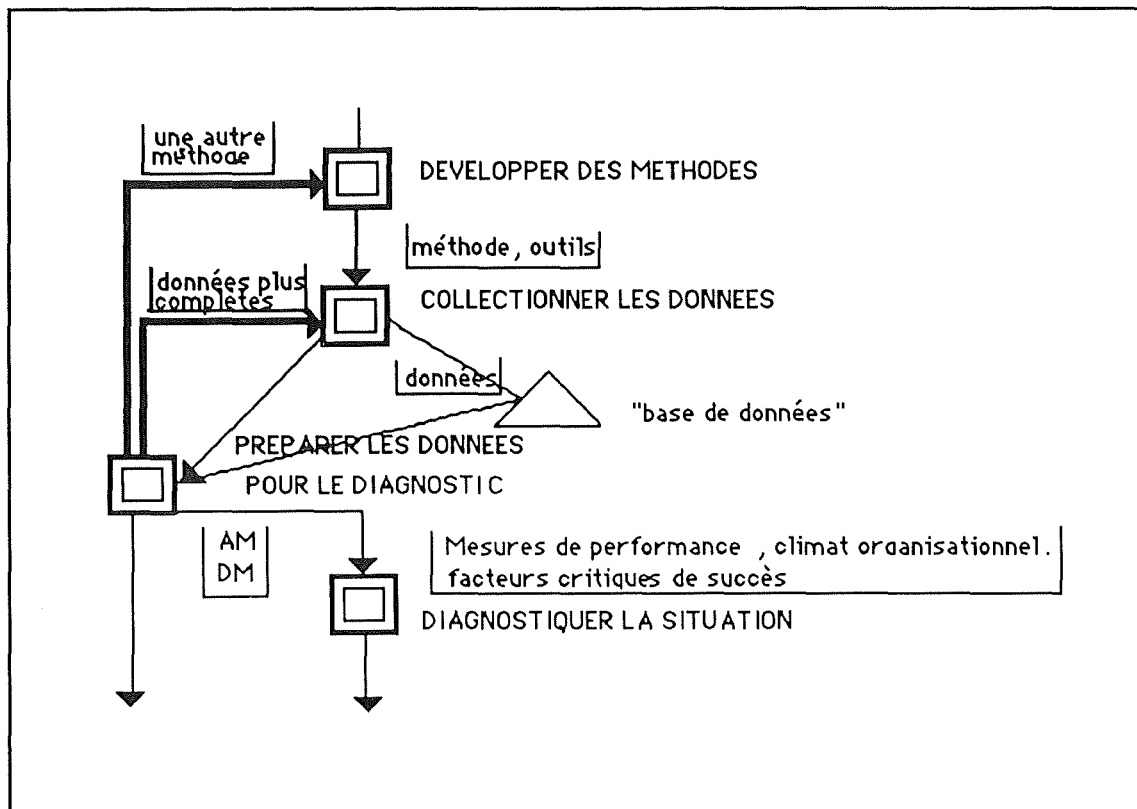 une autre
méthode
DEVELOPPER DES METHODES
méthode, outils
données plus
complètes
COLLECTIONNER LES DONNEES
données
"base de données"
PREPARER LES DONNEES
POUR LE DIAGNOSTIC
AM
DM
Mesures de performance , climat organisationnel.
facteurs critiques de succès
DIAGNOSTIQUER LA SITUATION